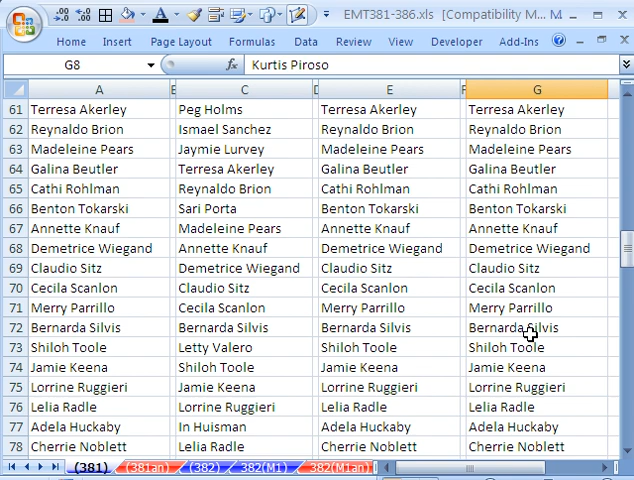 EMT381-386.xls [Compatibility M... M
Home Insert Page Layout Formulas Data Review View Developer Add-Ins
G8 fx Kurtis Piroso
A E C D E F G
61 Terresa Akerley Peg Holms Terresa Akerley Terresa Akerley
62 Reynaldo Brion Ismael Sanchez Reynaldo Brion Reynaldo Brion
63 Madeleine Pears Jaymie Lurvey Madeleine Pears Madeleine Pears
64 Galina Beutler Terresa Akerley Galina Beutler Galina Beutler
65 Cathi Rohlman Reynaldo Brion Cathi Rohlman Cathi Rohlman
66 Benton Tokarski Sari Porta Benton Tokarski Benton Tokarski
67 Annette Knauf Madeleine Pears Annette Knauf Annette Knauf
68 Demetrice Wiegand Annette Knauf Demetrice Wiegand Demetrice Wiegand
69 Claudio Sitz Demetrice Wiegand Claudio Sitz Claudio Sitz
70 Cecila Scanlon Claudio Sitz Cecila Scanlon Cecila Scanlon
71 Merry Parrillo Cecila Scanlon Merry Parrillo Merry Parrillo
72 Bernarda Silvis Bernarda Silvis Bernarda Silvis Bernarda Silvis
73 Shiloh Toole Letty Valero Shiloh Toole Shiloh Toole
74 Jamie Keena Shiloh Toole Jamie Keena Jamie Keena
75 Lorrine Ruggieri Jamie Keena Lorrine Ruggieri Lorrine Ruggieri
76 Lelia Radle Lorrine Ruggieri Lelia Radle Lelia Radle
77 Adela Huckaby In Huisman Adela Huckaby Adela Huckaby
78 Cherrie Noblett Lelia Radle Cherrie Noblett Cherrie Noblett
(381) (381an) (382) 382(M1) 382(M1an)